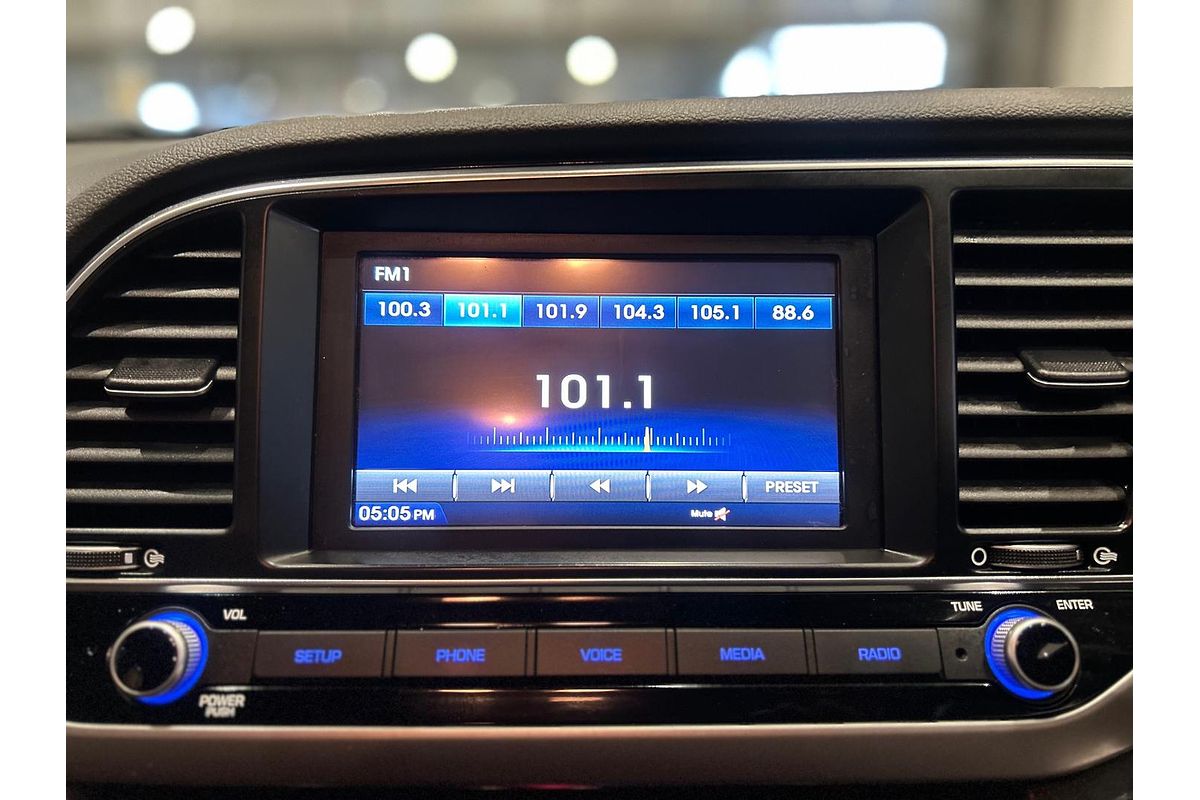 FM1
100.3 101.1 101.9 104.3 105.1 88.6
101.1
PRESET
05:05 PM Mute
VOL TUNE ENTER
SETUP PHONE VOICE MEDIA RADIO
POWER
PUSH